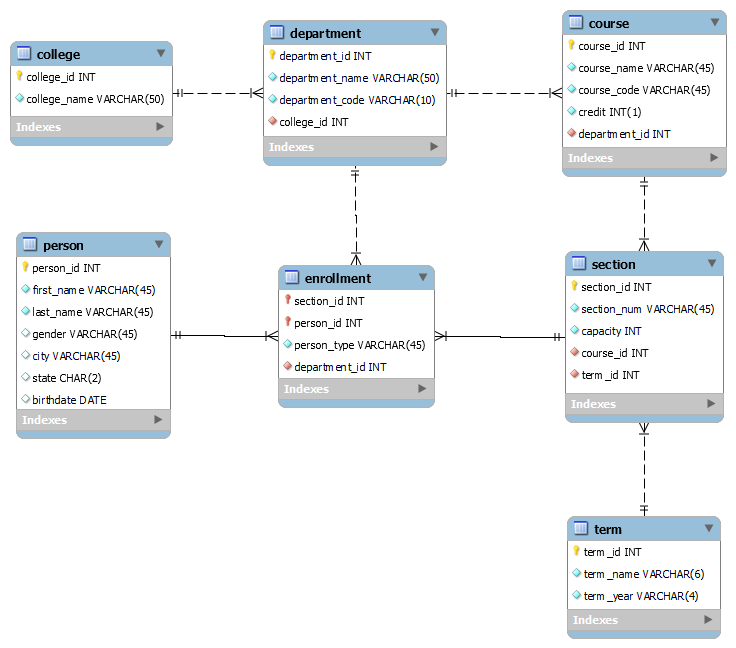 college
college_id INT
college_name VARCHAR(50)
Indexes
department
department_id INT
department_name VARCHAR(50)
department_code VARCHAR(10)
college_id INT
Indexes
course
course_id INT
course_name VARCHAR(45)
course_code VARCHAR(45)
credit INT(1)
department_id INT
Indexes
person
person_id INT
first_name VARCHAR(45)
last_name VARCHAR(45)
gender VARCHAR(45)
city VARCHAR(45)
state CHAR(2)
birthdate DATE
Indexes
enrollment
section_id INT
person_id INT
person_type VARCHAR(45)
department_id INT
Indexes
section
section_id INT
section_num VARCHAR(45)
capacity INT
course_id INT
term_id INT
Indexes
term
term_id INT
term_name VARCHAR(6)
term_year VARCHAR(4)
Indexes